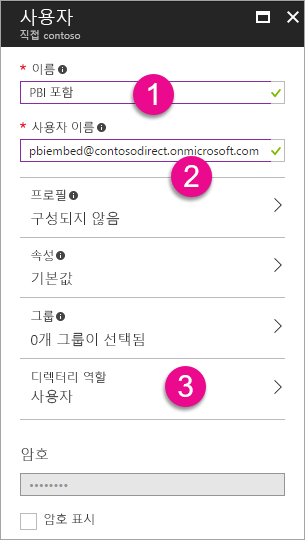 사용자
직접 contoso
* 이름
PBI 포함
1
* 사용자 이름
pbiembed@contosodirect.onmicrosoft.com
2
프로필
구성되지 않음
속성
기본값
그룹
0개 그룹이 선택됨
디렉터리 역할
사용자
3
암호
••••••••
암호 표시